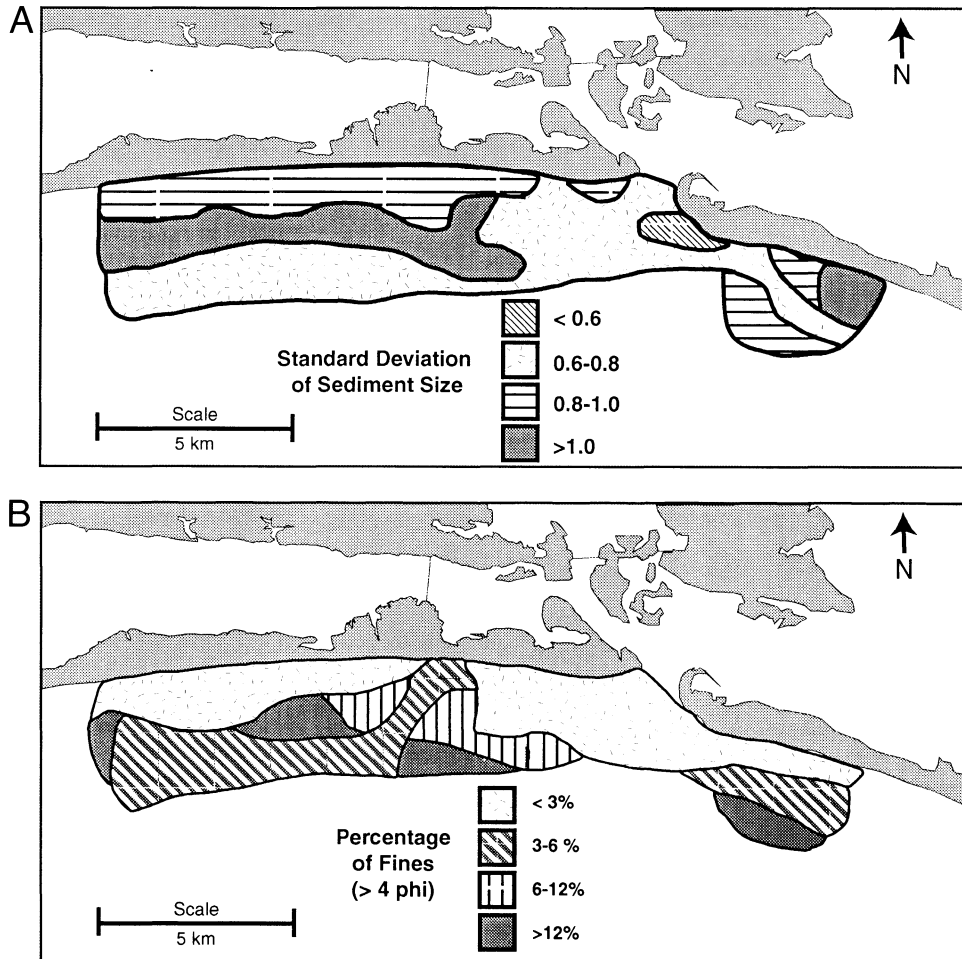 A
N
Standard Deviation
of Sediment Size
< 0.6
0.6-0.8
0.8-1.0
>1.0
Scale
5 km
B
N
Percentage
of Fines
(> 4 phi)
< 3%
3-6 %
6-12%
>12%
Scale
5 km